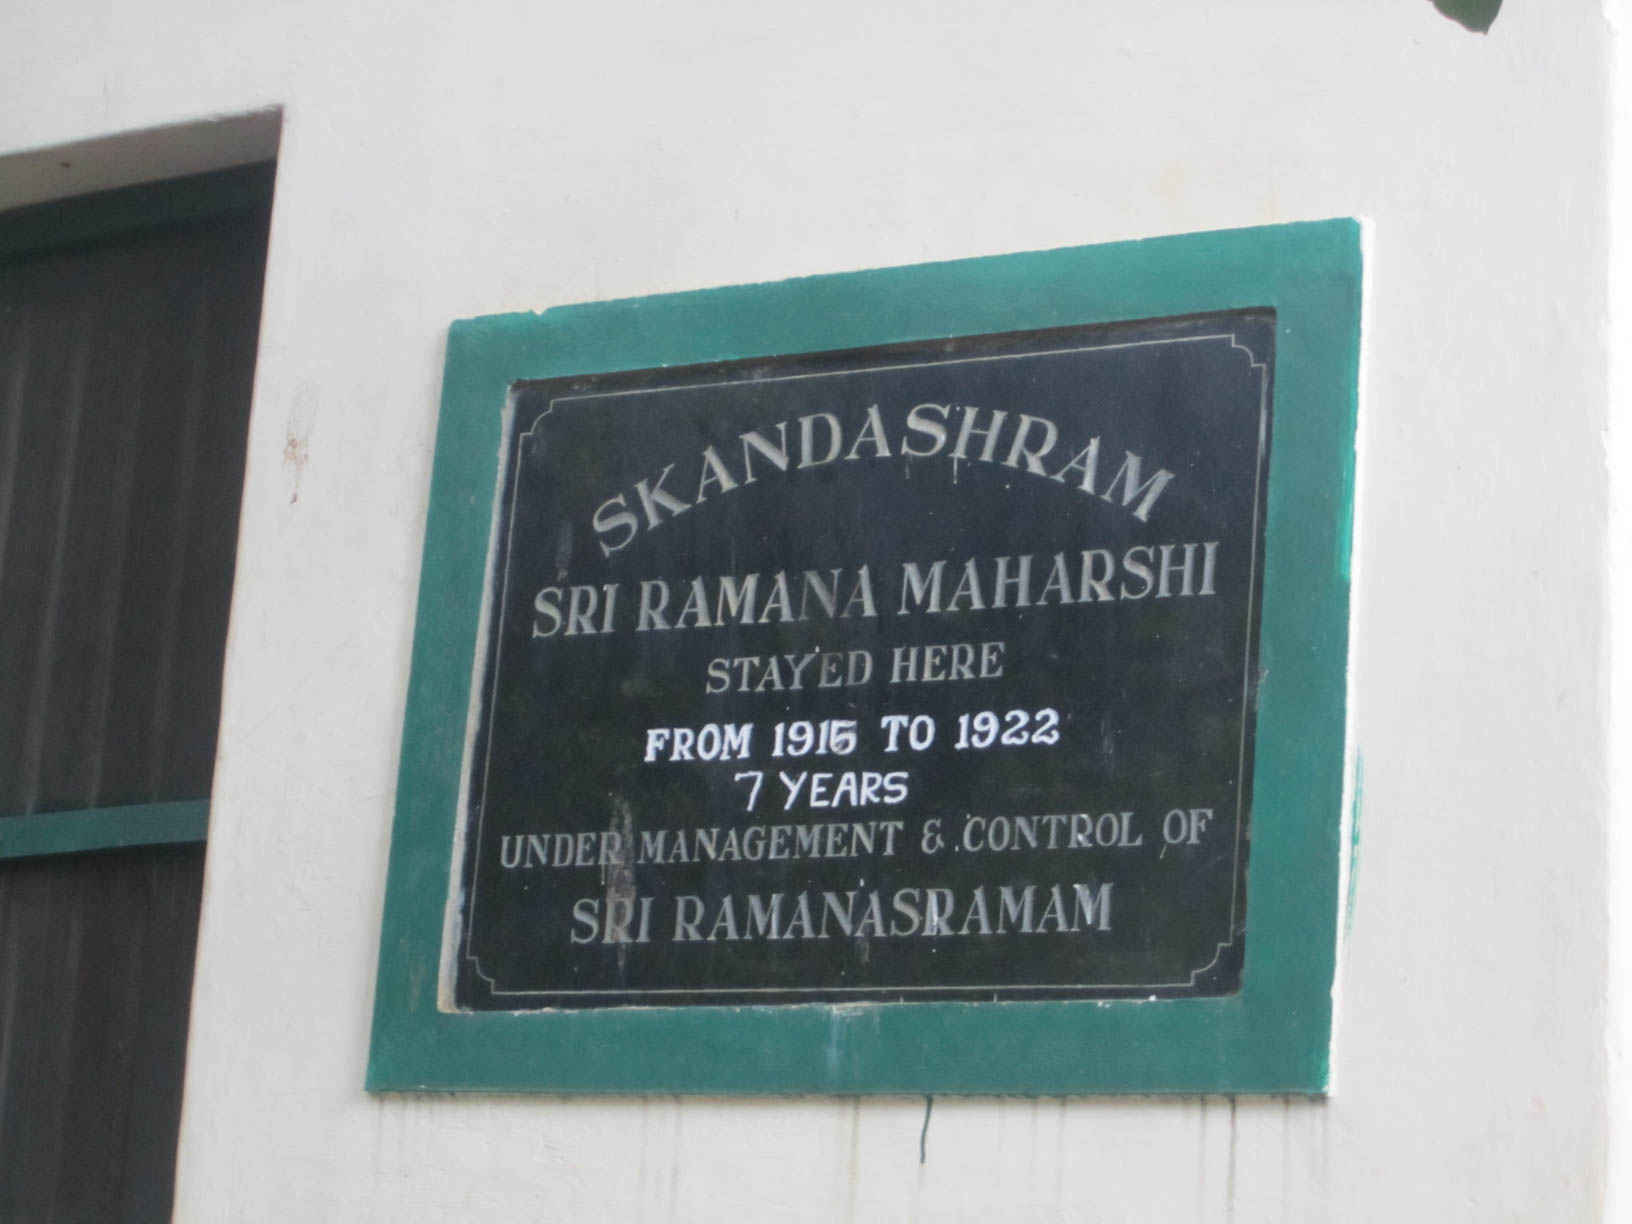 SKANDASHRAM
SRI RAMANA MAHARSHI
STAYED HERE
FROM 1915 TO 1922
7 YEARS
UNDER MANAGEMENT & CONTROL OF
SRI RAMANASRAMAM